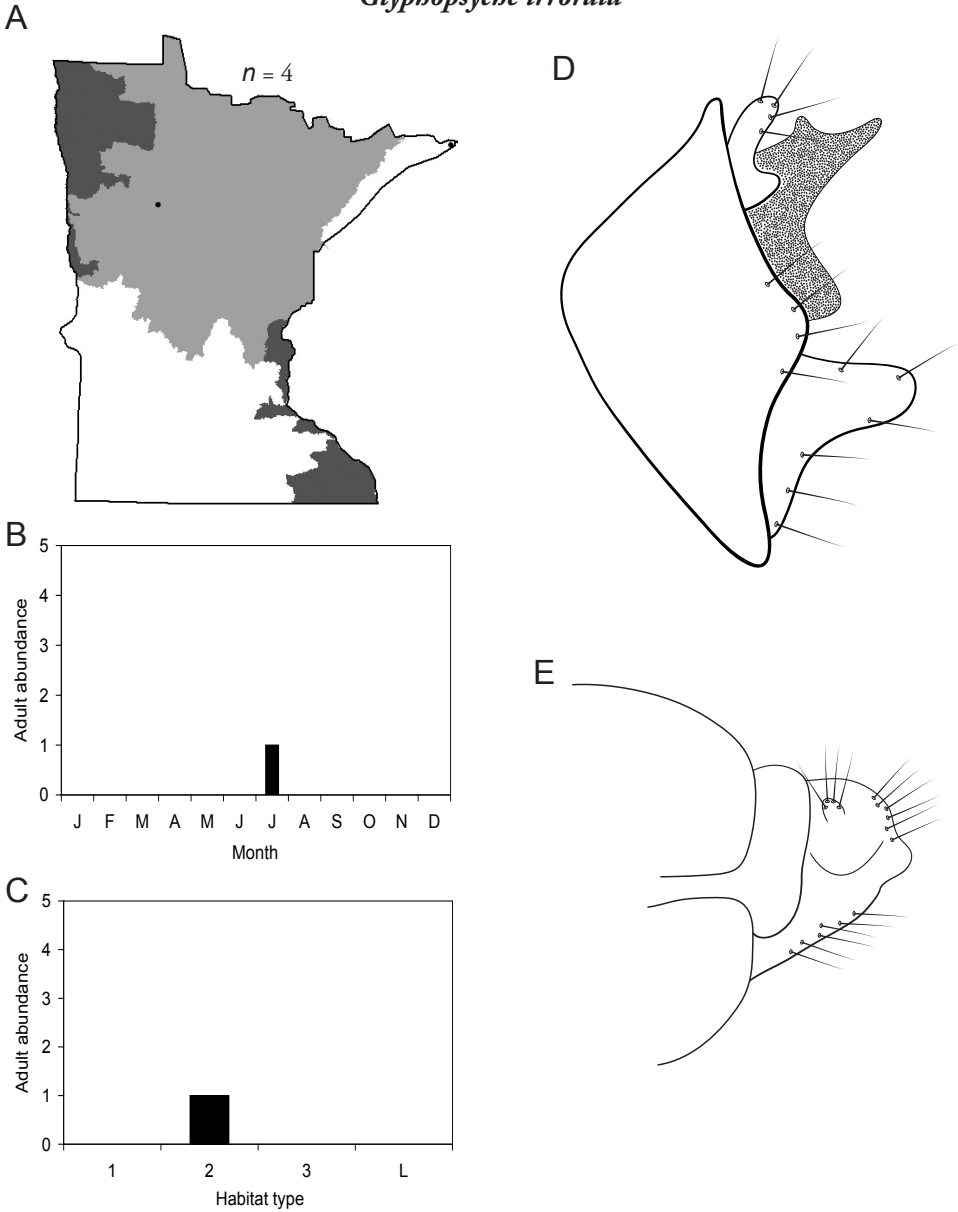 Glyphopsyche irrorata
A
n = 4
B
5
4
3
2
1
0
Adult abundance
J F M A M J J A S O N D
Month
C
5
4
3
2
1
0
Adult abundance
1 2 3 L
Habitat type
D
E